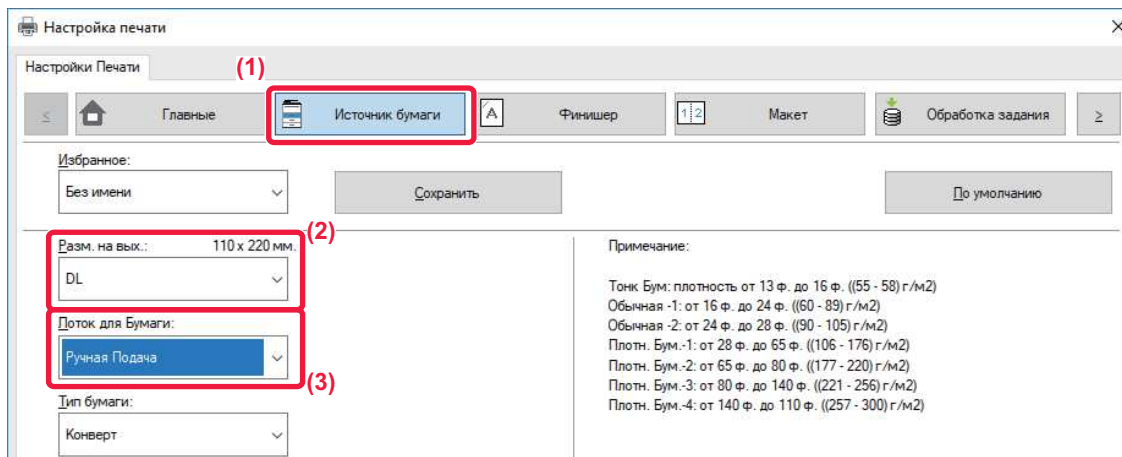 Настройка печати
Настройки Печати
(1)
Главные
Источник бумаги
Финишер
Макет
Обработка задания
Избранное:
Без имени
Сохранить
По умолчанию
Разм. на вых.: 110 x 220 мм.
(2)
DL
Поток для Бумаги:
Ручная Подача
(3)
Тип бумаги:
Конверт
Примечание:
Тонк Бум: плотность от 13 ф. до 16 ф. ((55 - 58) г/м2)
Обычная -1: от 16 ф. до 24 ф. ((60 - 89) г/м2)
Обычная -2: от 24 ф. до 28 ф. ((90 - 105) г/м2)
Плотн. Бум.-1: от 28 ф. до 65 ф. ((106 - 176) г/м2)
Плотн. Бум.-2: от 65 ф. до 80 ф. ((177 - 220) г/м2)
Плотн. Бум.-3: от 80 ф. до 140 ф. ((221 - 256) г/м2)
Плотн. Бум.-4: от 140 ф. до 110 ф. ((257 - 300) г/м2)